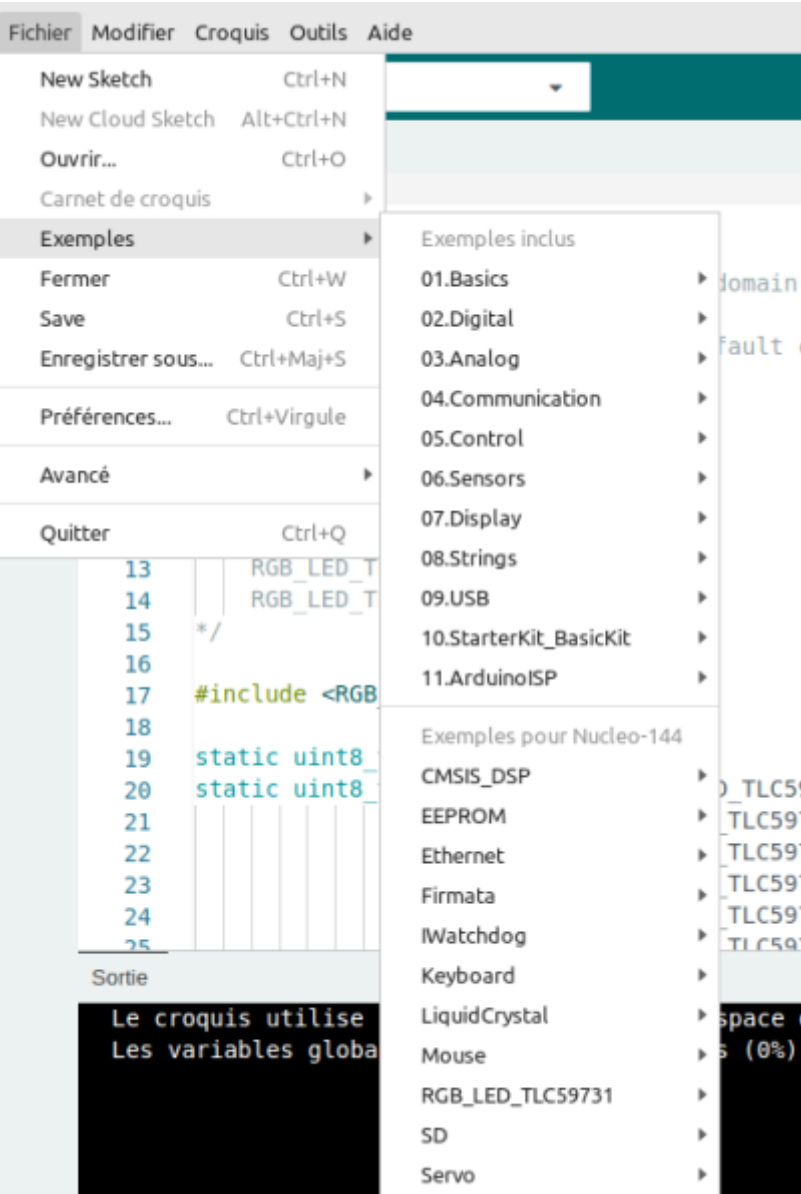 Fichier Modifier Croquis Outils Aide
New Sketch Ctrl+N
New Cloud Sketch Alt+Ctrl+N
Ouvrir... Ctrl+O
Carnet de croquis
Exemples
Fermer Ctrl+W
Save Ctrl+S
Enregistrer sous... Ctrl+Maj+S
Préférences... Ctrl+Virgule
Avancé
Quitter Ctrl+Q
Exemples inclus
01.Basics
02.Digital
03.Analog
04.Communication
05.Control
06.Sensors
07.Display
08.Strings
09.USB
10.StarterKit_BasicKit
11.ArduinoISP
Exemples pour Nucleo-144
CMSIS_DSP
EEPROM
Ethernet
Firmata
IWatchdog
Keyboard
LiquidCrystal
Mouse
RGB_LED_TLC59731
SD
Servo
domain
fault
13 RGB_LED_T
14 RGB_LED_T
15 */
16
17 #include <RGB_
18
19 static uint8_
20 static uint8_ _TLC59
21 _TLC59
22 _TLC59
23 _TLC59
24 _TLC59
25 TLC59
Sortie
Le croquis utilise space
Les variables globa (0%)